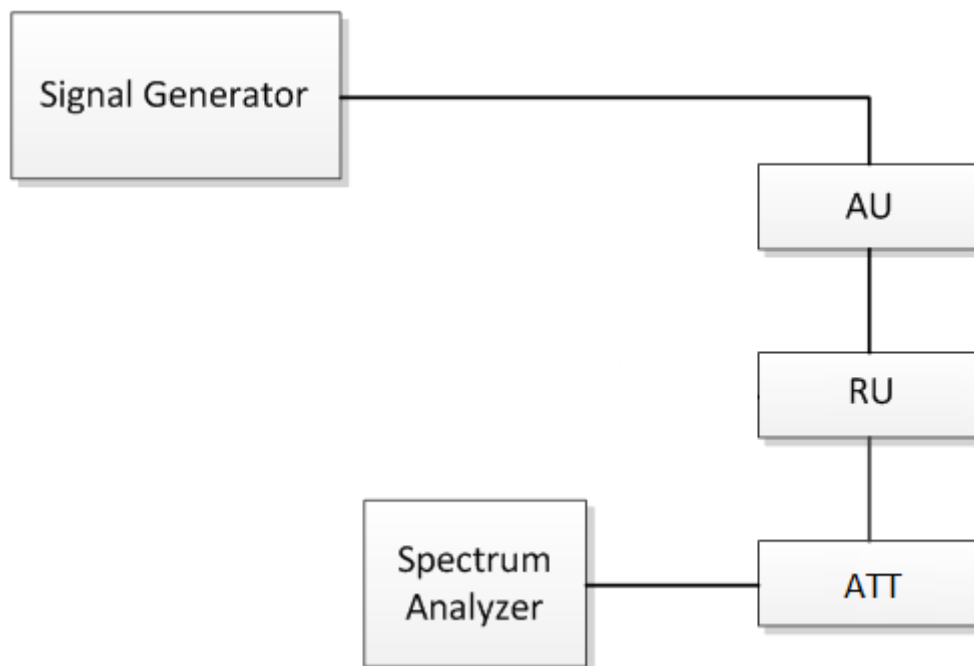 Signal Generator
AU
RU
Spectrum
Analyzer
ATT